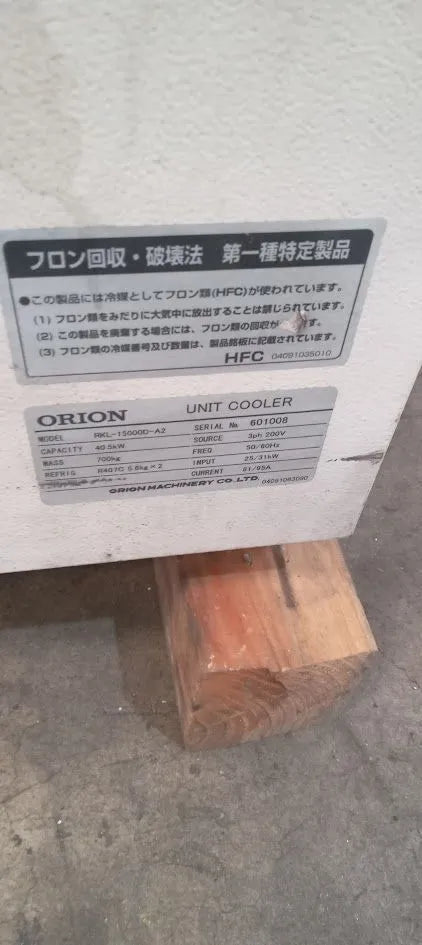 フロン回収・破壊法 第一種特定製品
●この製品には冷媒としてフロン類(HFC)が使われています。
(1) フロン類をみだりに大気中に放出することは禁じられています。
(2) この製品を廃棄する場合には、フロン類の回収が です。
(3) フロン類の冷媒番号及び数量は、製品銘板に記載されています。
HFC 04091035010
ORION UNIT COOLER
MODEL RKL-15000D-A2 SERIAL No. 601008
CAPACITY 40.5kW SOURCE 3ph 200V
MASS 700kg FREQ 50/60Hz
REFRIG R407C 5.6kg×2 INPUT 25/31kW
CURRENT 81/95A
ORION MACHINERY CO.,LTD. 04091063090